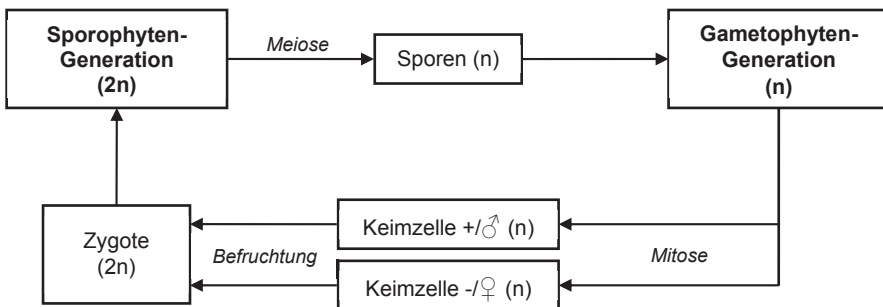 Sporophyten-
Generation
(2n)
Meiose
Sporen (n)
Gametophyten-
Generation
(n)
Keimzelle +/♂ (n)
Zygote
(2n)
Befruchtung
Mitose
Keimzelle -/♀ (n)